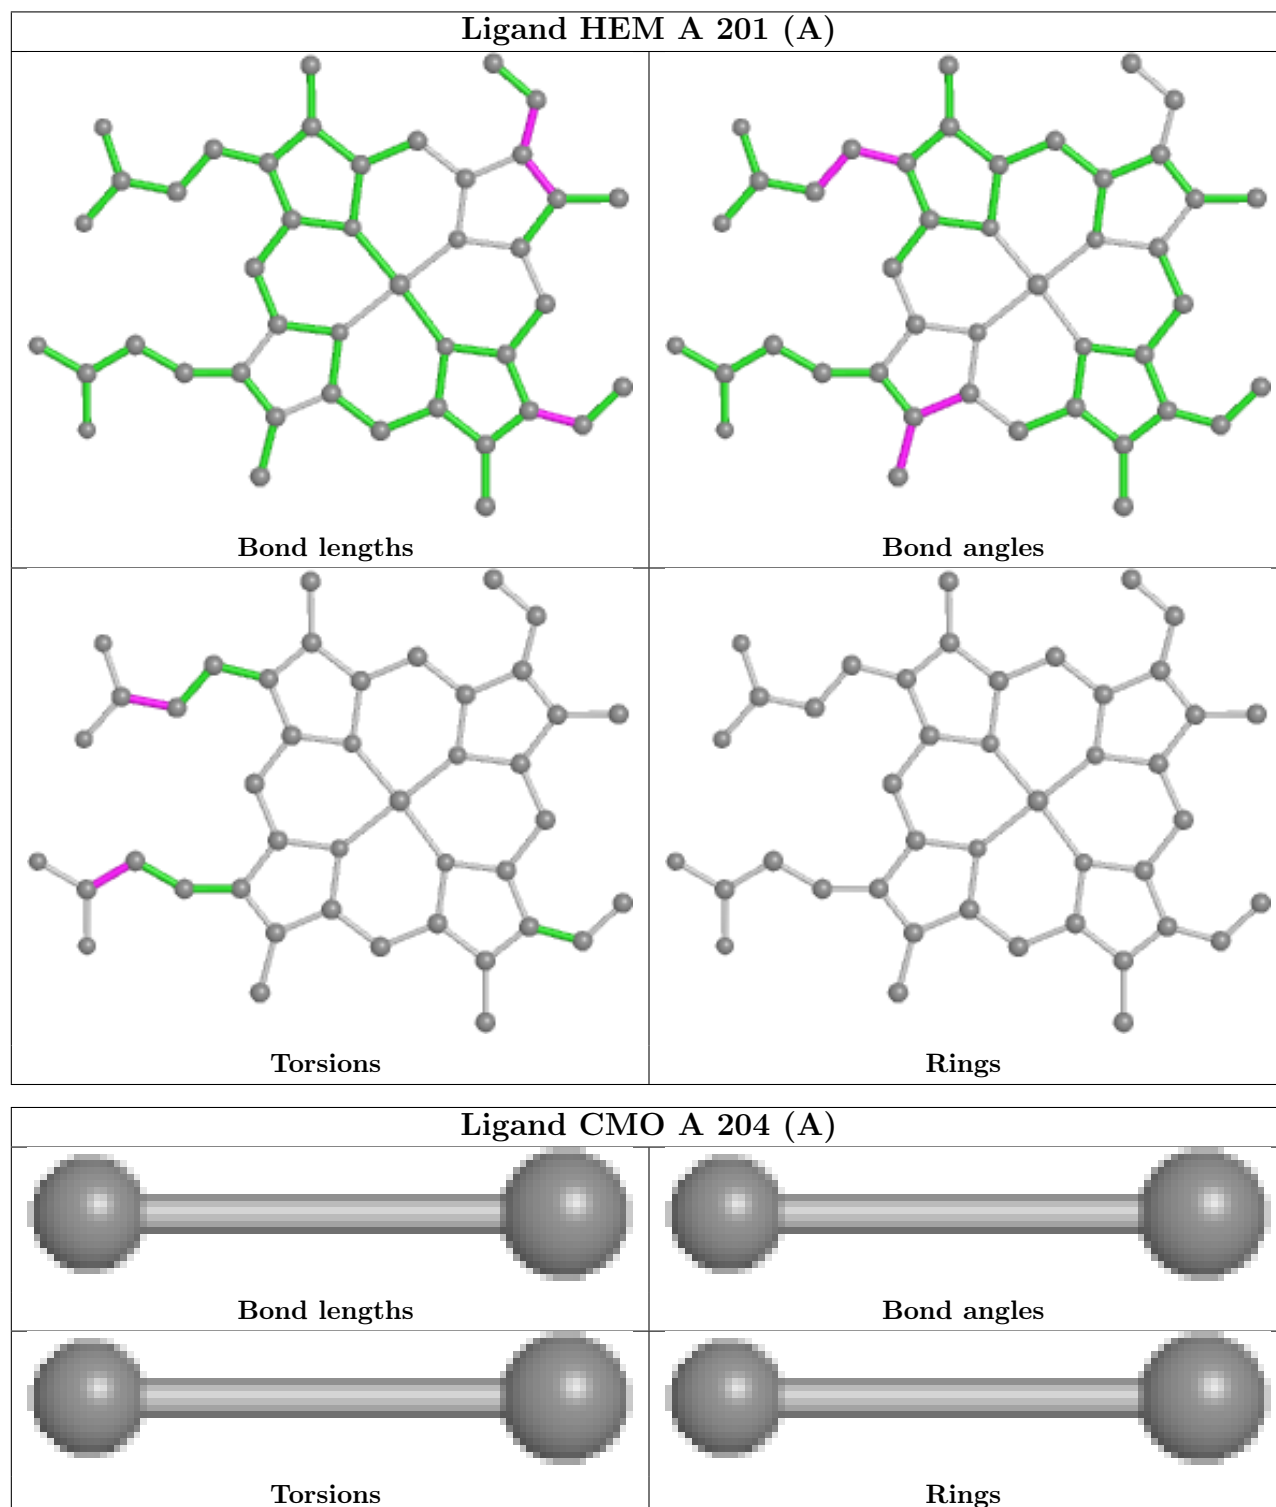 Ligand HEM A 201 (A)
Bond lengths
Bond angles
Torsions
Rings
Ligand CMO A 204 (A)
Bond lengths
Bond angles
Torsions
Rings